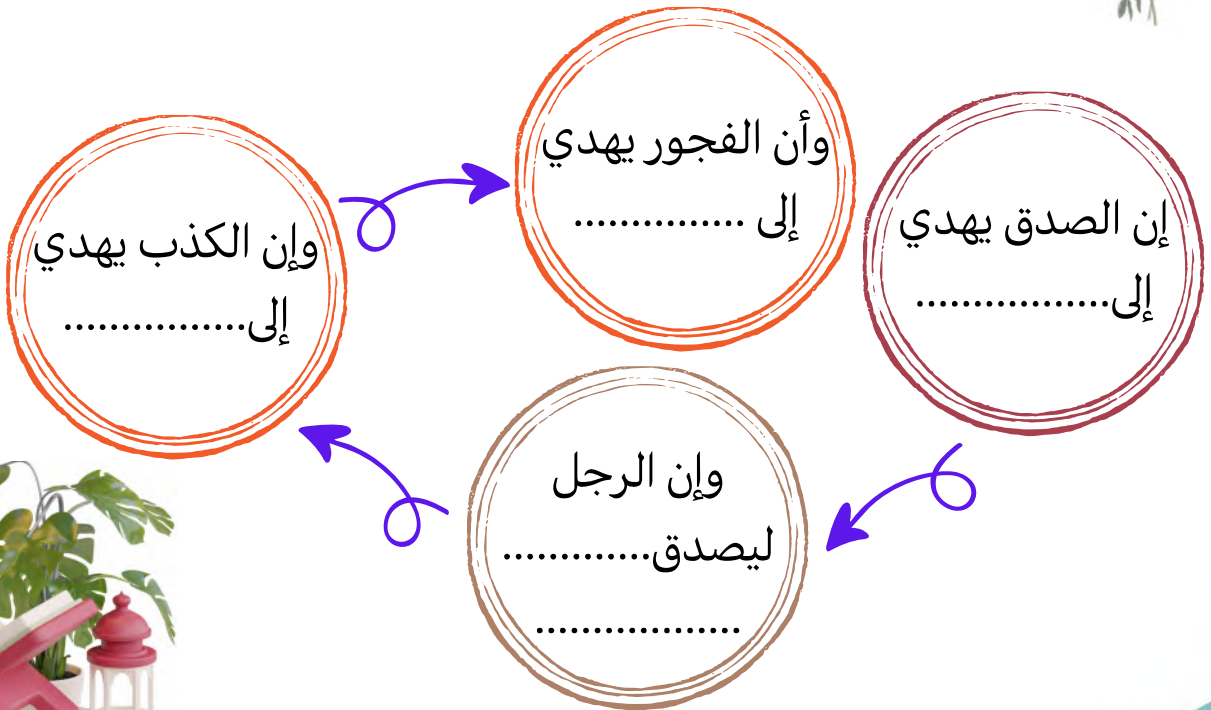 إن الصدق يهدي
إلى.................
وإن الرجل
ليصدق.............
..................
وإن الكذب يهدي
إلى................
وأن الفجور يهدي
إلى ...............